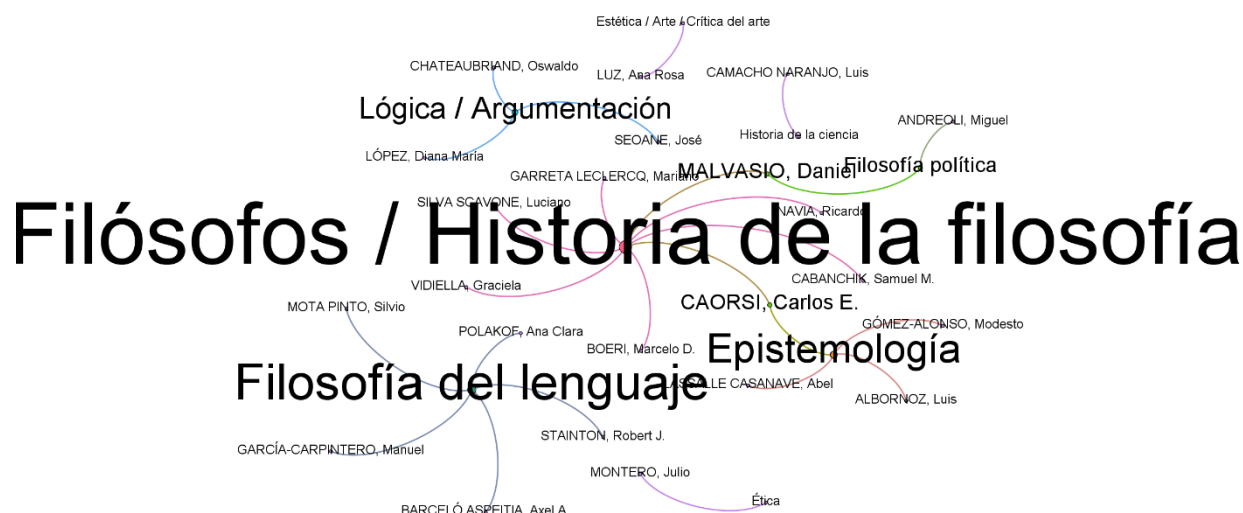 Estética / Arte / Crítica del arte
CHATEAUBRIAND, Oswaldo
LUZ, Ana Rosa
CAMACHO NARANJO, Luis
Lógica / Argumentación
ANDREOLI, Miguel
SEOANE, José
Historia de la ciencia
LÓPEZ, Diana María
GARRETA LECLERCQ, Mariano
MALVASIO, Daniel
Filosofía política
SILVA SCAVONE, Luciano
NAVIA, Ricardo
Filósofos / Historia de la filosofía
VIDIELLA, Graciela
CABANCHIK, Samuel M.
MOTA PINTO, Silvio
CAORSI, Carlos E.
POLAKOF, Ana Clara
GÓMEZ-ALONSO, Modesto
BOERI, Marcelo D.
Epistemología
Filosofía del lenguaje
LASSALLE CASANAVE, Abel
ALBORNOZ, Luis
STAINTON, Robert J.
GARCÍA-CARPINTERO, Manuel
MONTERO, Julio
Ética
BARCELÓ ASPEITIA, Axel A.